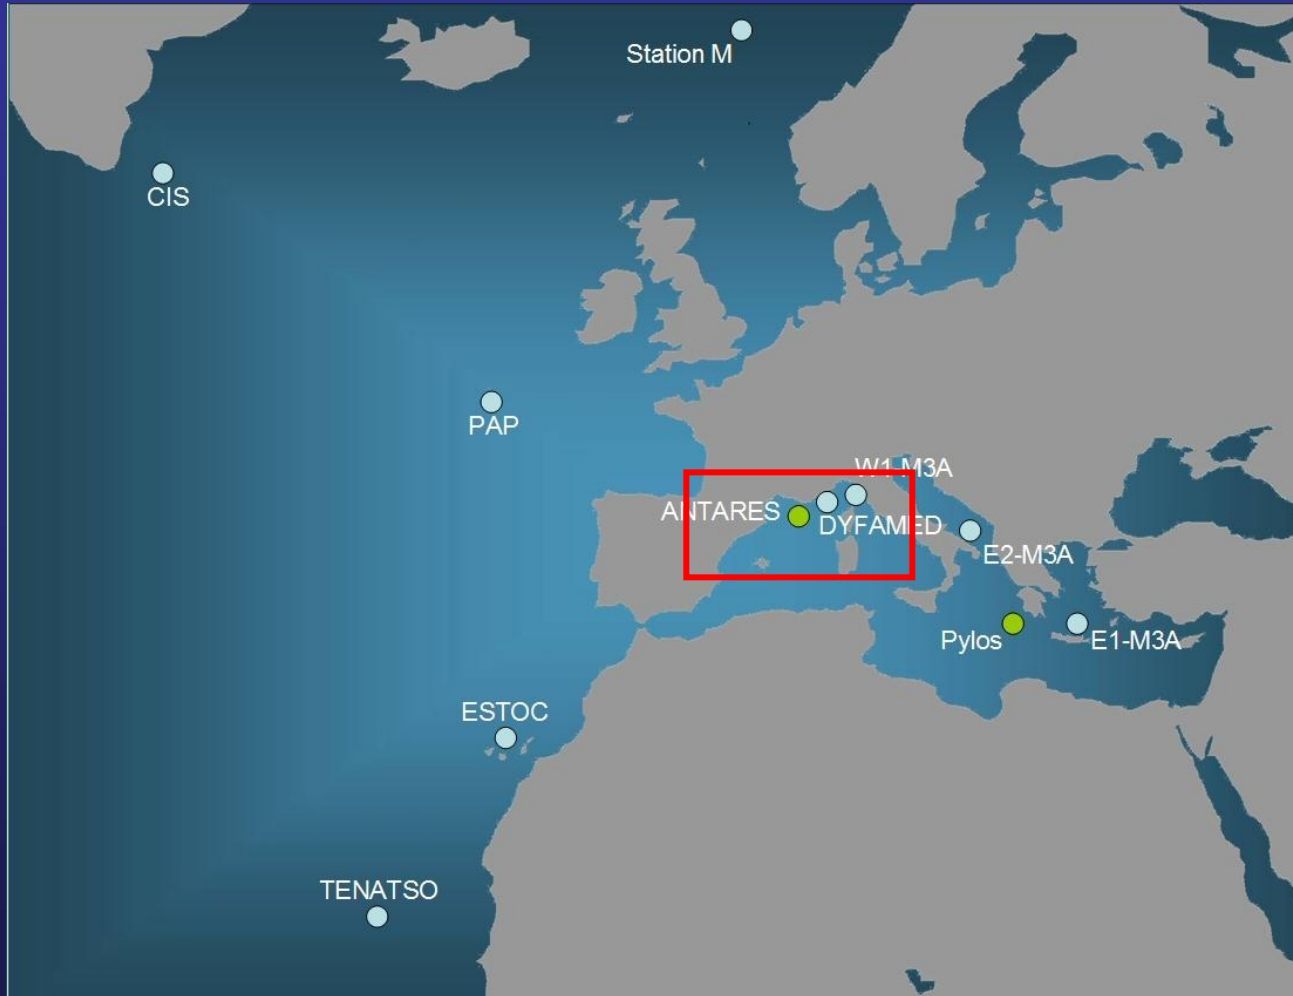 Station M
CIS
PAP
W1-M3A
ANTARES
DYFAMED
E2-M3A
Pylos
E1-M3A
ESTOC
TENATSO